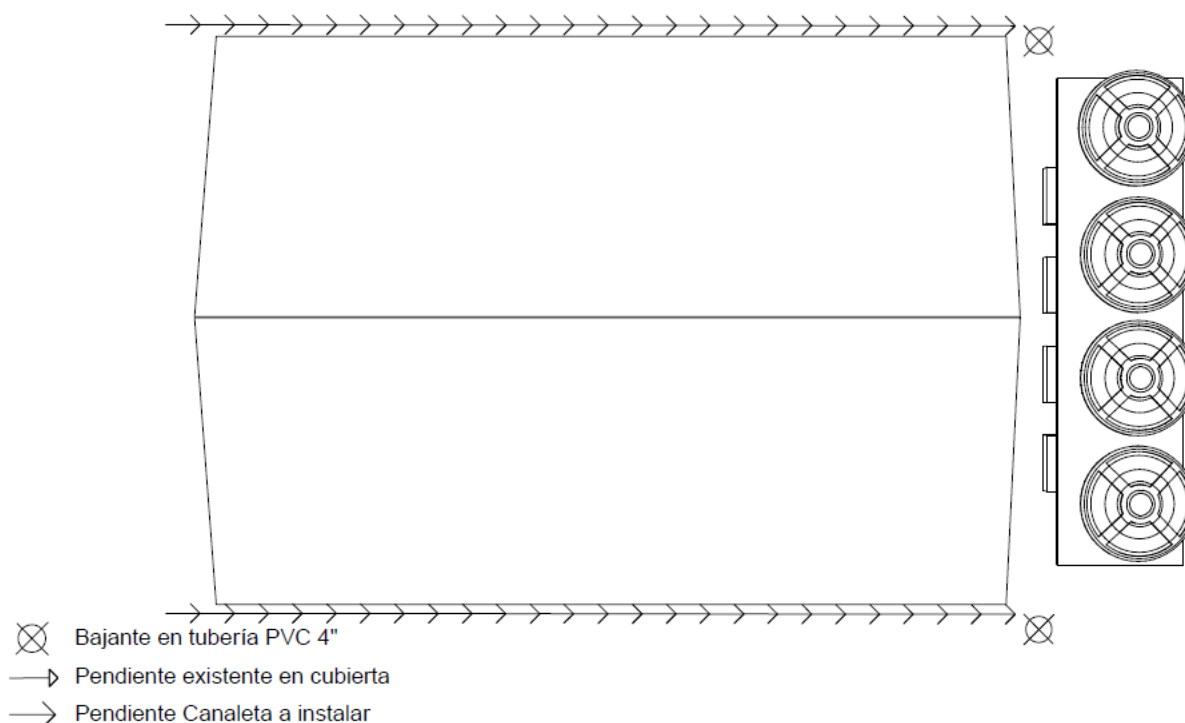 Bajante en tubería PVC 4"
Pendiente existente en cubierta
Pendiente Canaleta a instalar